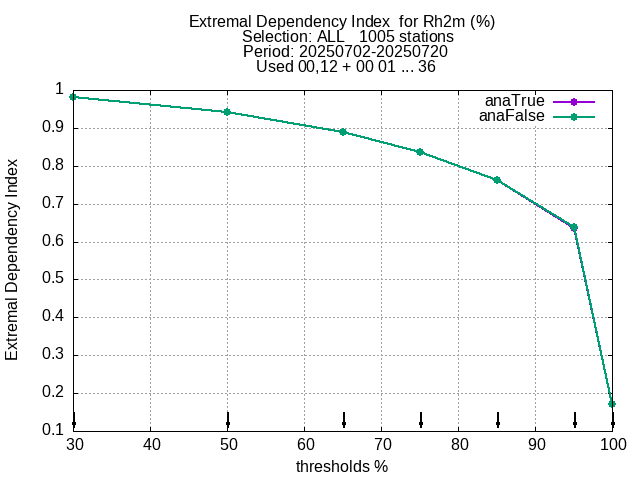 Extremal Dependency Index  for Rh2m (%)
Selection: ALL   1005 stations
Period: 20250702-20250720
Used 00,12 + 00 01 ... 36
anaTrue
anaFalse
Extremal Dependency Index
1
0.9
0.8
0.7
0.6
0.5
0.4
0.3
0.2
0.1
30 40 50 60 70 80 90 100
thresholds %